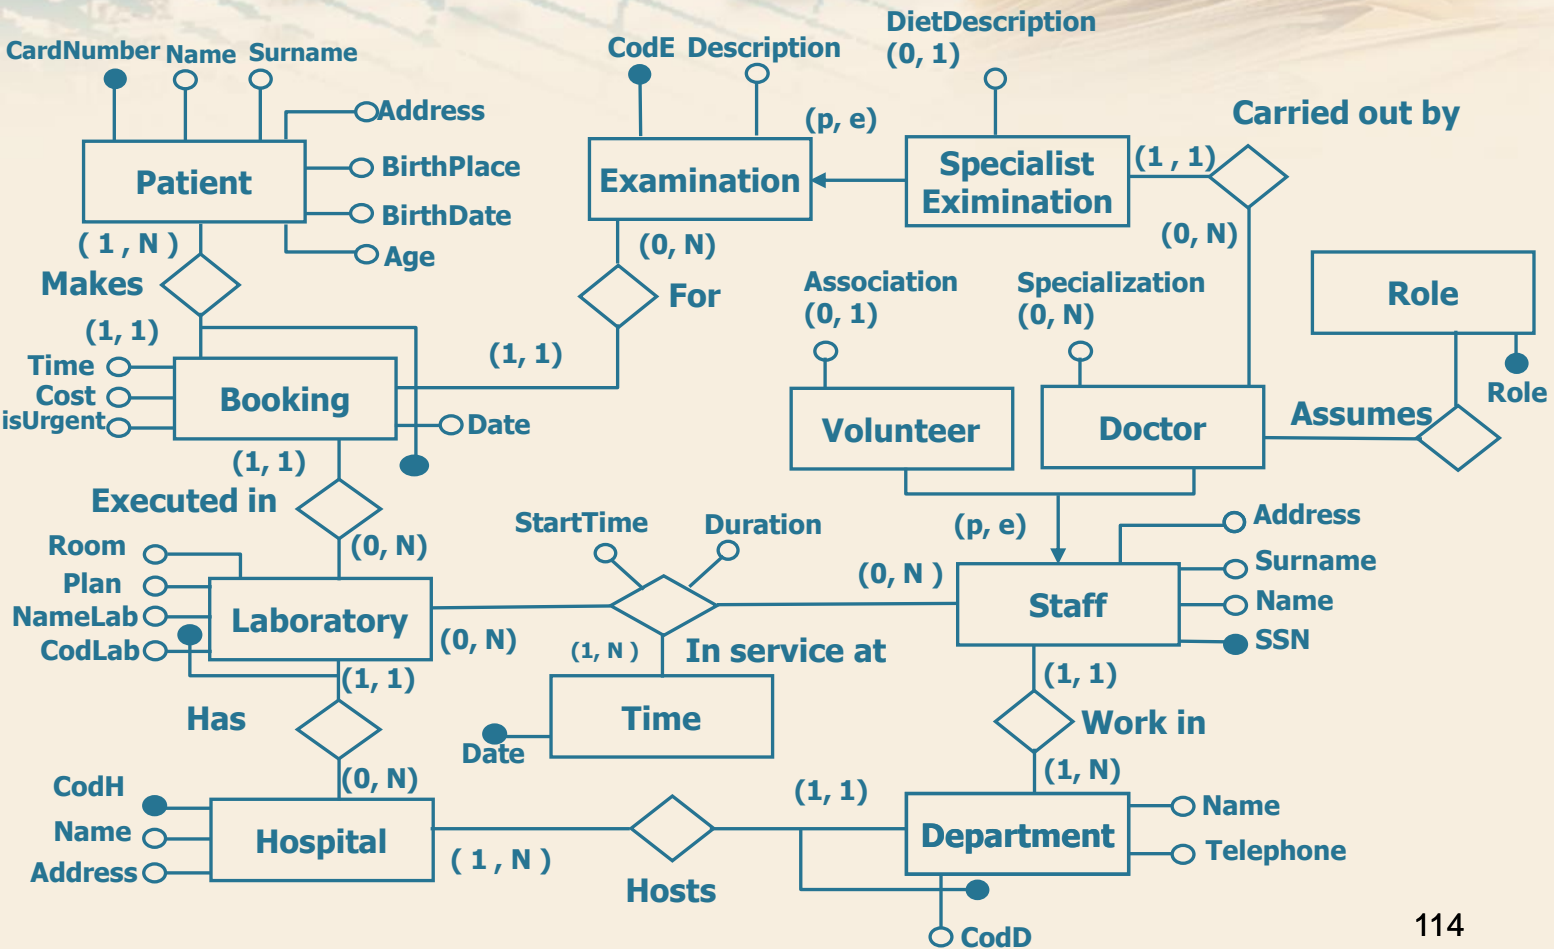 DietDescription
(0, 1)
CardNumber Name Surname
CodE Description
Address
(p, e)
Carried out by
Patient
BirthPlace
Examination
Specialist
Eximination
(1 , 1)
BirthDate
( 1 , N )
(0, N)
(0, N)
Age
Makes
For
Association
(0, 1)
Specialization
(0, N)
Role
(1, 1)
(1, 1)
Time
Cost
isUrgent
Booking
Date
Volunteer
Doctor
Assumes
Role
(1, 1)
Executed in
StartTime
Duration
(p, e)
Address
Room
(0, N)
(0, N )
Surname
Plan
NameLab
CodLab
Laboratory
(0, N)
(1, N )
In service at
Staff
Name
SSN
(1, 1)
(1, 1)
Has
Time
Date
Work in
CodH
(0, N)
(1, 1)
(1, N)
Name
Hospital
Department
Name
Address
( 1 , N )
Telephone
Hosts
CodD
114